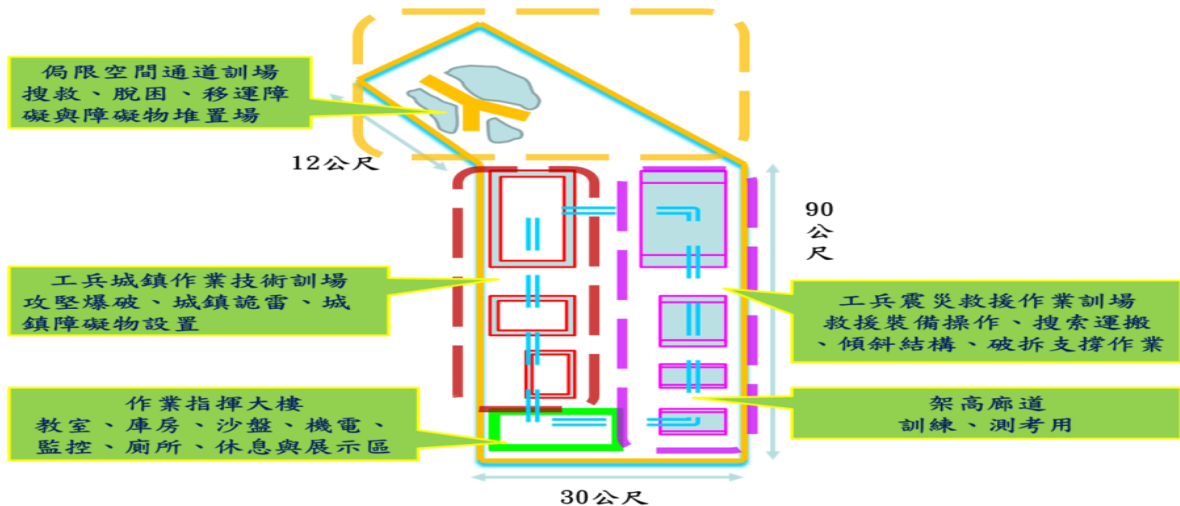 侷限空間通道訓場
搜救、脫困、移運障
礙與障礙物堆置場
12公尺
90
公
尺
工兵城鎮作業技術訓場
攻堅爆破、城鎮詭雷、城
鎮障礙物設置
工兵震災救援作業訓場
救援裝備操作、搜索運搬
、傾斜結構、破拆支撐作業
作業指揮大樓
教室、庫房、沙盤、機電、
監控、廁所、休息與展示區
架高廊道
訓練、測考用
30公尺